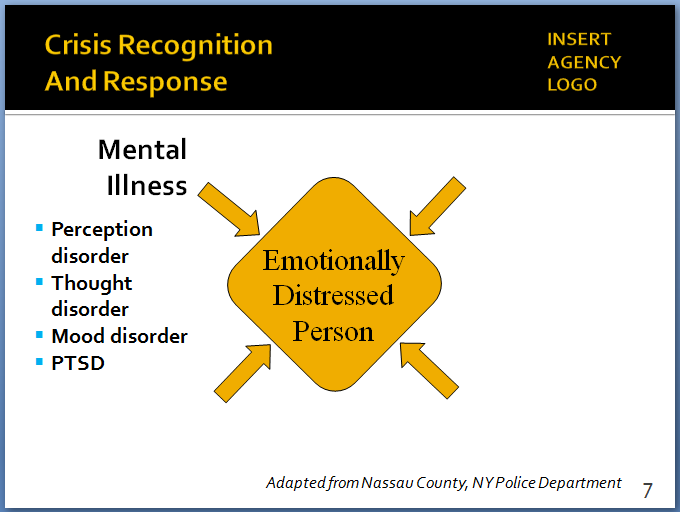 Crisis Recognition
And Response
INSERT
AGENCY
LOGO
Mental
Illness
Perception
disorder
Thought
disorder
Mood disorder
PTSD
Emotionally
Distressed
Person
Adapted from Nassau County, NY Police Department
7